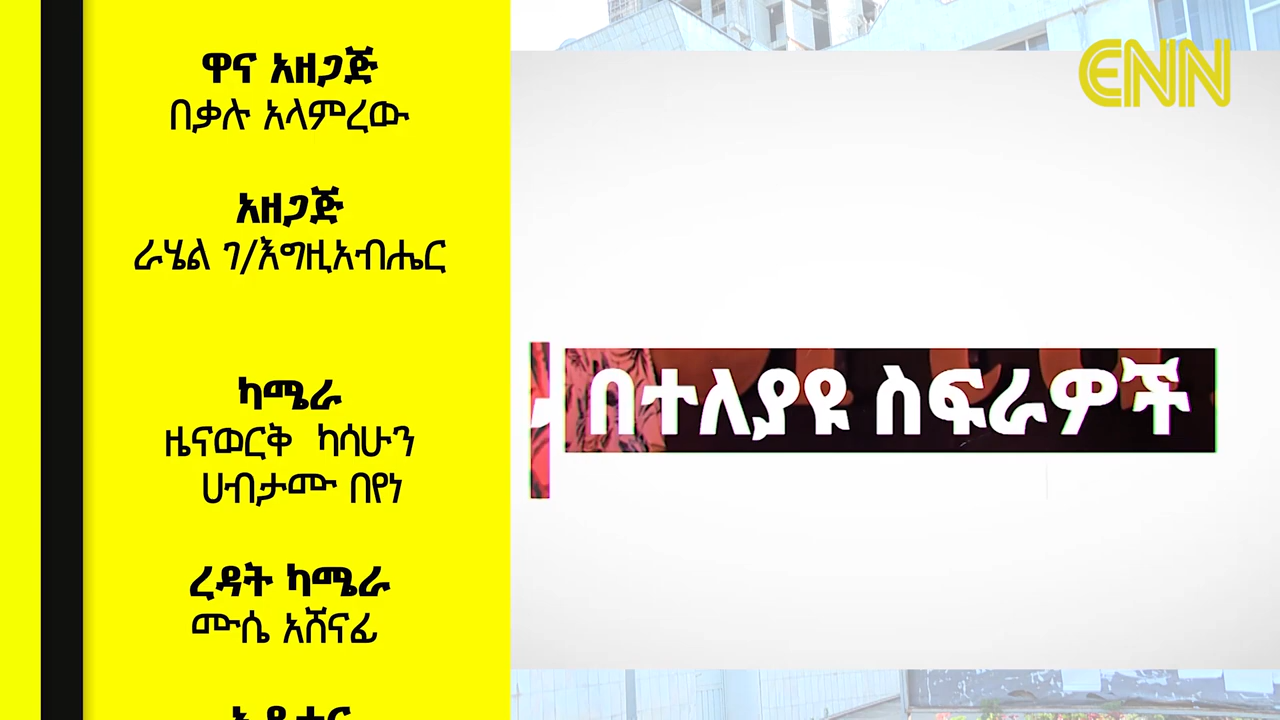 ዋና አዘጋጅ
በቃሉ አላምረው
አዘጋጅ
ራሄል ገ/እግዚአብሔር
ካሜራ
ዜናወርቅ ካሳሁን
ሀብታሙ በየነ
ረዳት ካሜራ
ሙሴ አሸናፊ
ENN
በተለያዩ ስፍራዎች